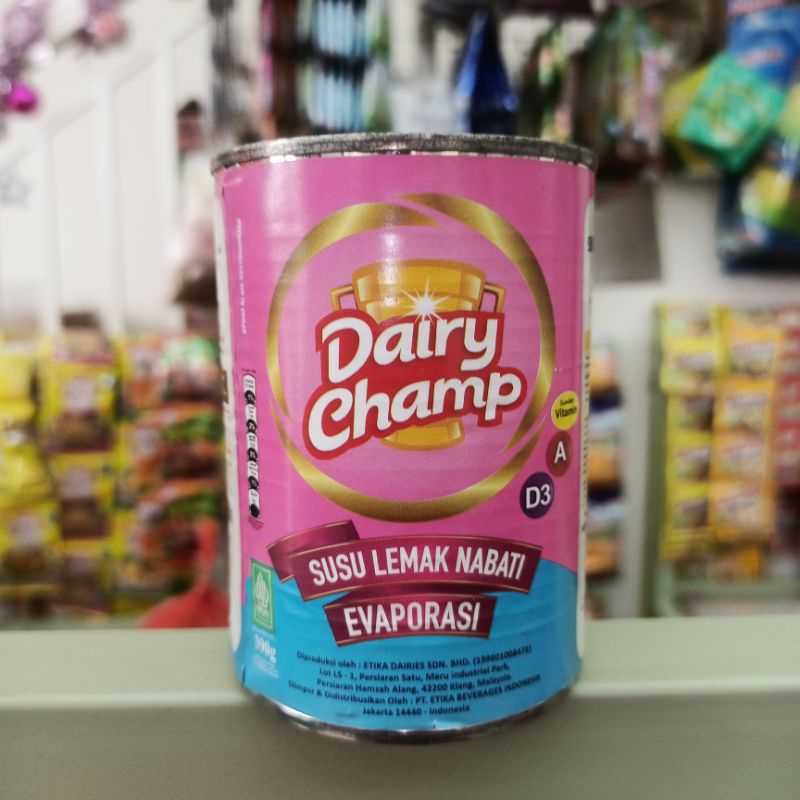 Dairy
Champ
Sumber
Vitamin
A
D3
SUSU LEMAK NABATI
EVAPORASI
390g
Diproduksi oleh : ETIKA DAIRIES SDN. BHD. (199601008475)
Lot LS - 1, Persiaran Satu, Meru industrial Park,
Persiaran Hamzah Alang, 42200 Klang, Malaysia.
Diimpor & Didistribusikan Oleh : PT. ETIKA BEVERAGES INDONESIA
Jakarta 14440 - Indonesia